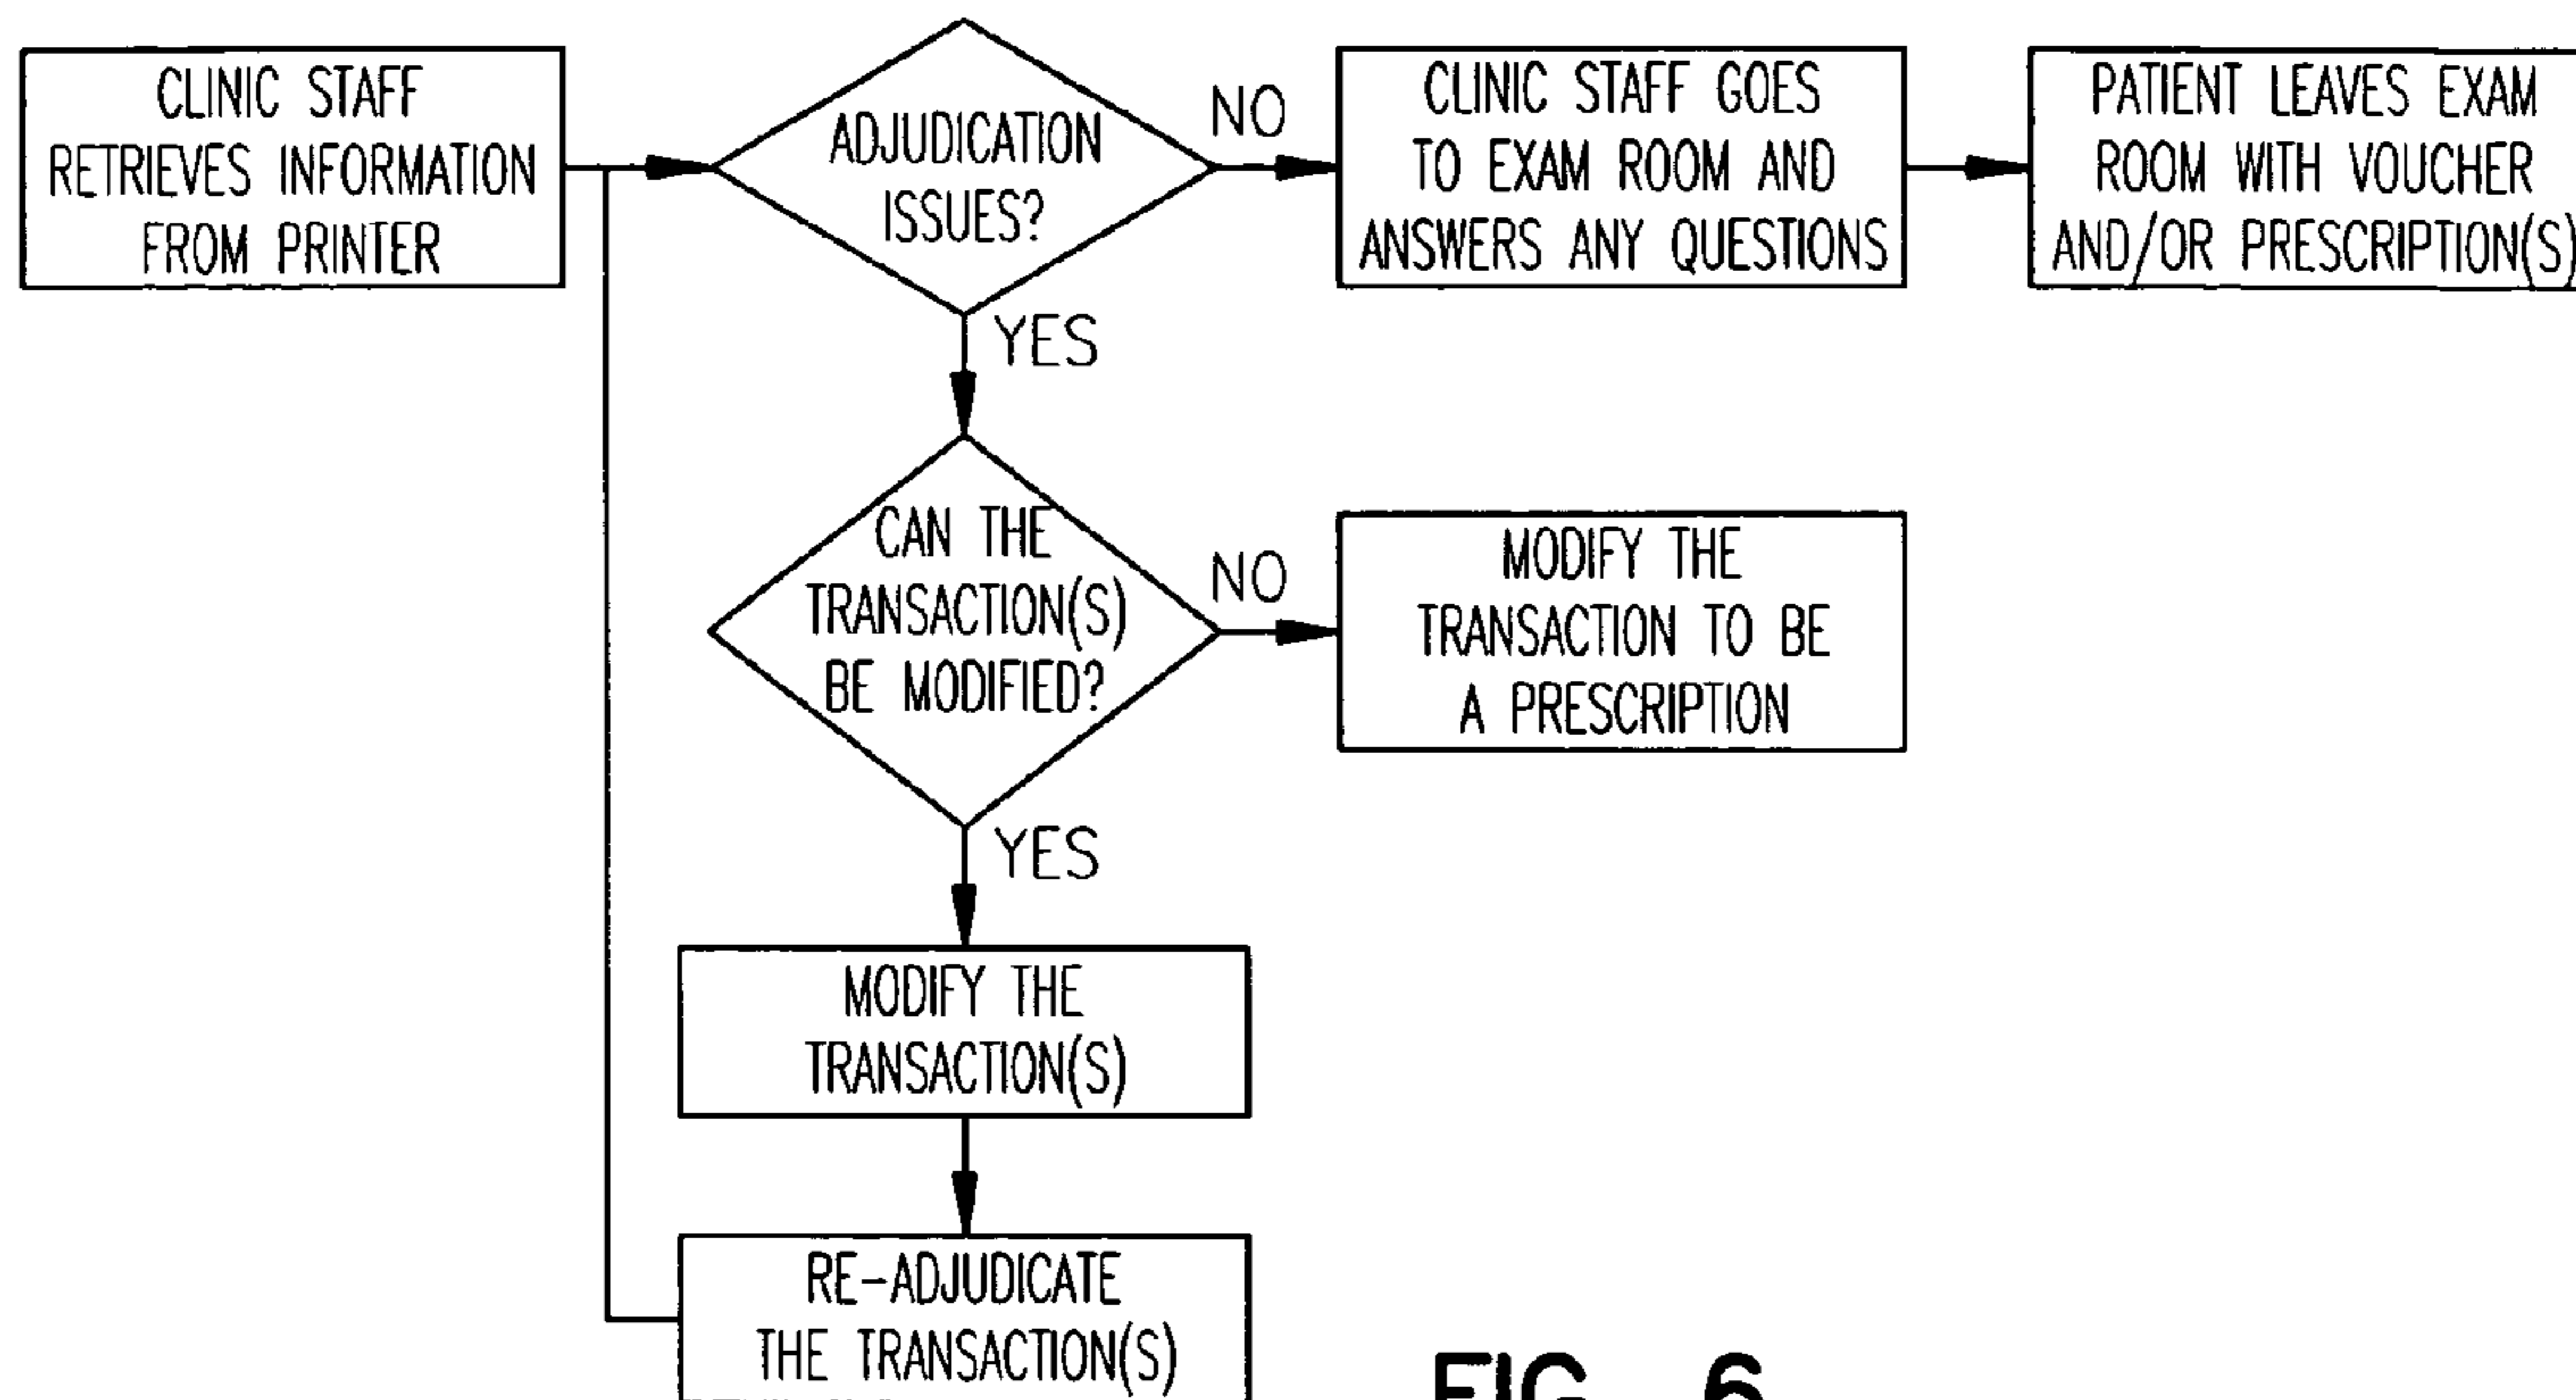 CLINIC STAFF
RETRIEVES INFORMATION
FROM PRINTER
ADJUDICATION
ISSUES?
NO
CLINIC STAFF GOES
TO EXAM ROOM AND
ANSWERS ANY QUESTIONS
PATIENT LEAVES EXAM
ROOM WITH VOUCHER
AND/OR PRESCRIPTION(S)
YES
CAN THE
TRANSACTION(S)
BE MODIFIED?
NO
MODIFY THE
TRANSACTION TO BE
A PRESCRIPTION
YES
MODIFY THE
TRANSACTION(S)
RE-ADJUDICATE
THE TRANSACTION(S)
FIG. 6